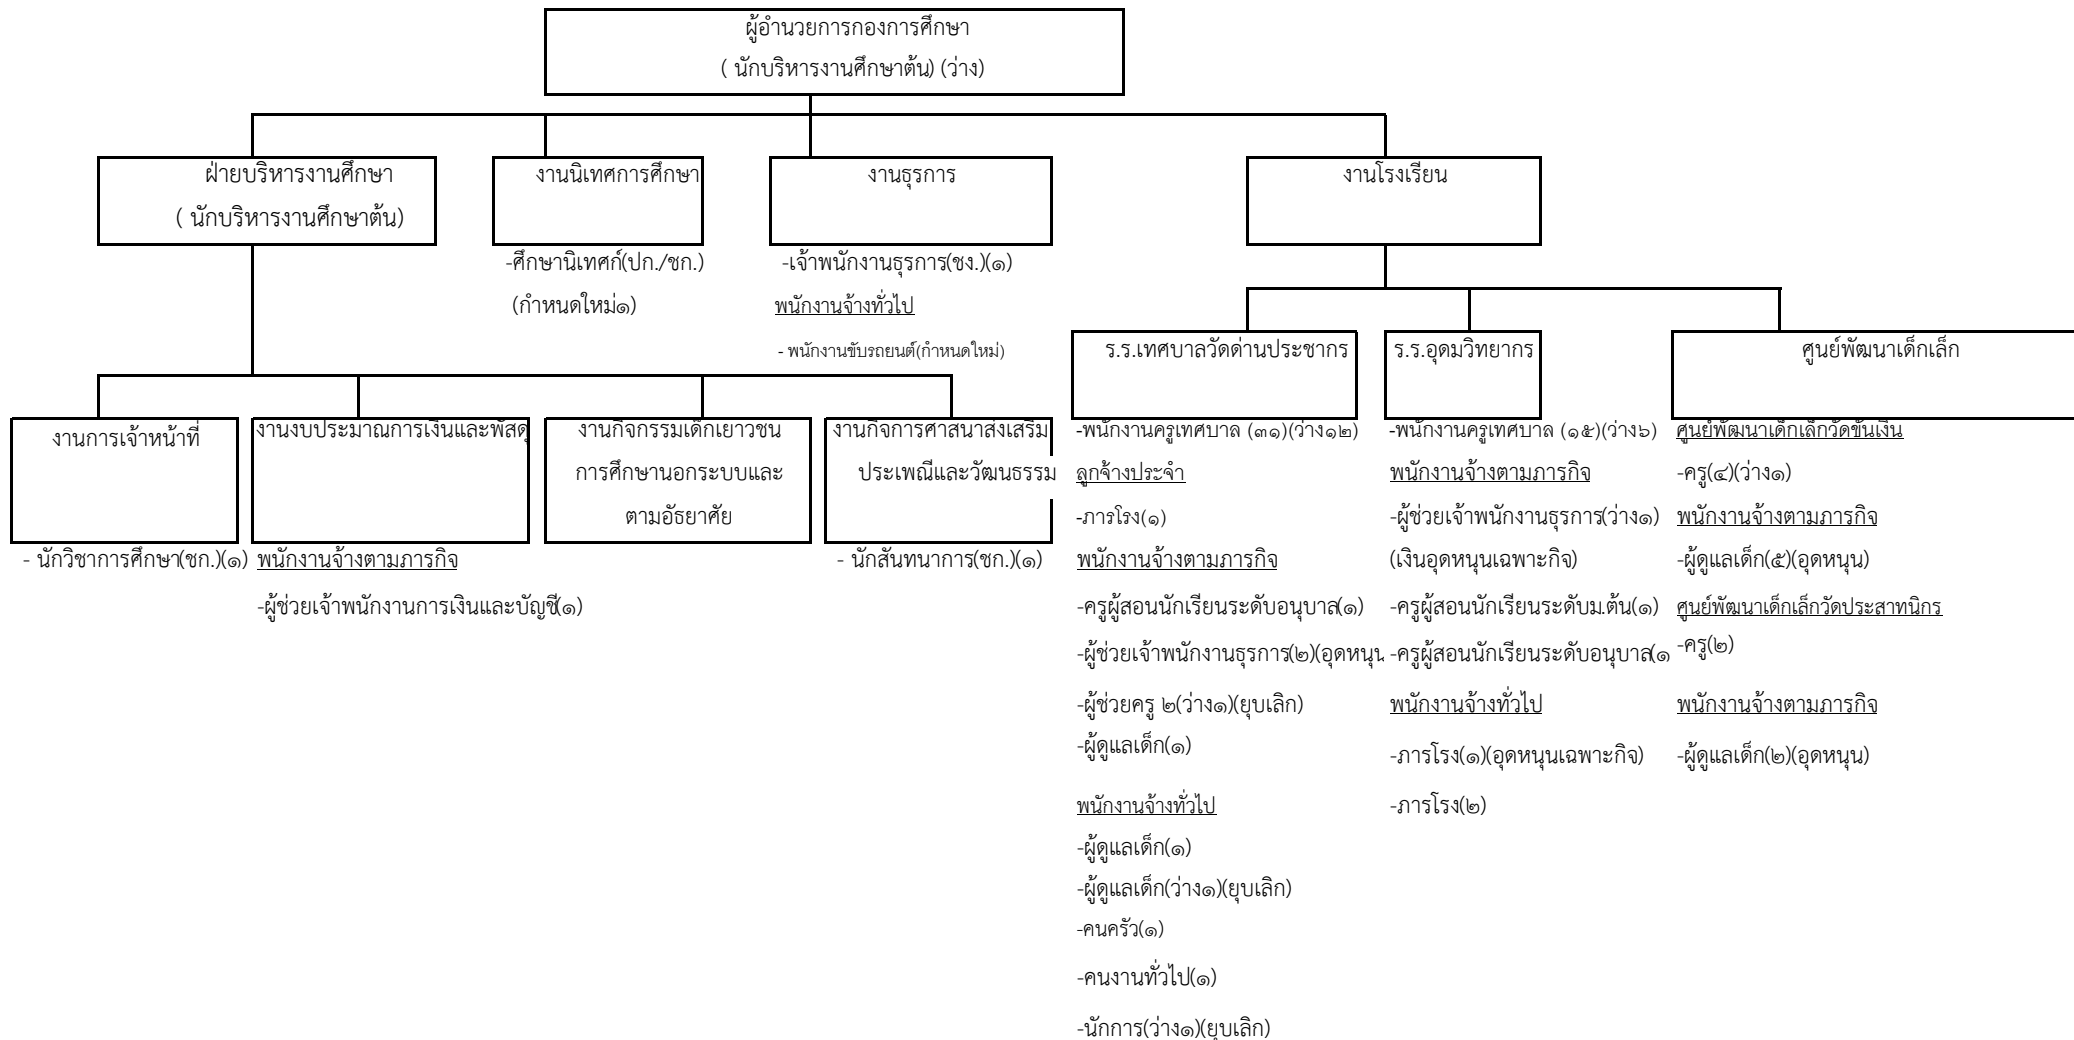 ผู้อำนวยการกองการศึกษา
( นักบริหารงานศึกษาต้น) (ว่าง)
ฝ่ายบริหารงานศึกษา
( นักบริหารงานศึกษาต้น)
งานนิเทศการศึกษา
-ศึกษานิเทศก์(ปก./ชก.)
(กำหนดใหม่๑)
งานธุรการ
-เจ้าพนักงานธุรการ(ชง.)(๑)
พนักงานจ้างทั่วไป
- พนักงานขับรถยนต์(กำหนดใหม่)
งานโรงเรียน
งานการเจ้าหน้าที่
- นักวิชาการศึกษา(ชก.)(๑)
งานงบประมาณการเงินและพัสดุ
พนักงานจ้างตามภารกิจ
-ผู้ช่วยเจ้าพนักงานการเงินและบัญชี(๑)
งานกิจกรรมเด็กเยาวชน
การศึกษานอกระบบและ
ตามอัธยาศัย
งานกิจการศาสนาส่งเสริม
ประเพณีและวัฒนธรรม
- นักสันทนาการ(ชก.)(๑)
ร.ร.เทศบาลวัดด่านประชากร
-พนักงานครูเทศบาล (๓๑)(ว่าง๑๒)
ลูกจ้างประจำ
-ภารโรง(๑)
พนักงานจ้างตามภารกิจ
-ครูผู้สอนนักเรียนระดับอนุบาล(๑)
-ผู้ช่วยเจ้าพนักงานธุรการ(๒)(อุดหนุน
-ผู้ช่วยครู ๒(ว่าง๑)(ยุบเลิก)
-ผู้ดูแลเด็ก(๑)
พนักงานจ้างทั่วไป
-ผู้ดูแลเด็ก(๑)
-ผู้ดูแลเด็ก(ว่าง๑)(ยุบเลิก)
-คนครัว(๑)
-คนงานทั่วไป(๑)
-นักการ(ว่าง๑)(ยุบเลิก)
ร.ร.อุดมวิทยากร
-พนักงานครูเทศบาล (๑๕)(ว่าง๖)
พนักงานจ้างตามภารกิจ
-ผู้ช่วยเจ้าพนักงานธุรการ(ว่าง๑)
(เงินอุดหนุนเฉพาะกิจ)
-ครูผู้สอนนักเรียนระดับม.ต้น(๑)
-ครูผู้สอนนักเรียนระดับอนุบาล(๑
พนักงานจ้างทั่วไป
-ภารโรง(๑)(อุดหนุนเฉพาะกิจ)
-ภารโรง(๒)
ศูนย์พัฒนาเด็กเล็ก
ศูนย์พัฒนาเด็กเล็กวัดขันเงิน
-ครู(๔)(ว่าง๑)
พนักงานจ้างตามภารกิจ
-ผู้ดูแลเด็ก(๕)(อุดหนุน)
ศูนย์พัฒนาเด็กเล็กวัดประสาทนิกร
-ครู(๒)
พนักงานจ้างตามภารกิจ
-ผู้ดูแลเด็ก(๒)(อุดหนุน)